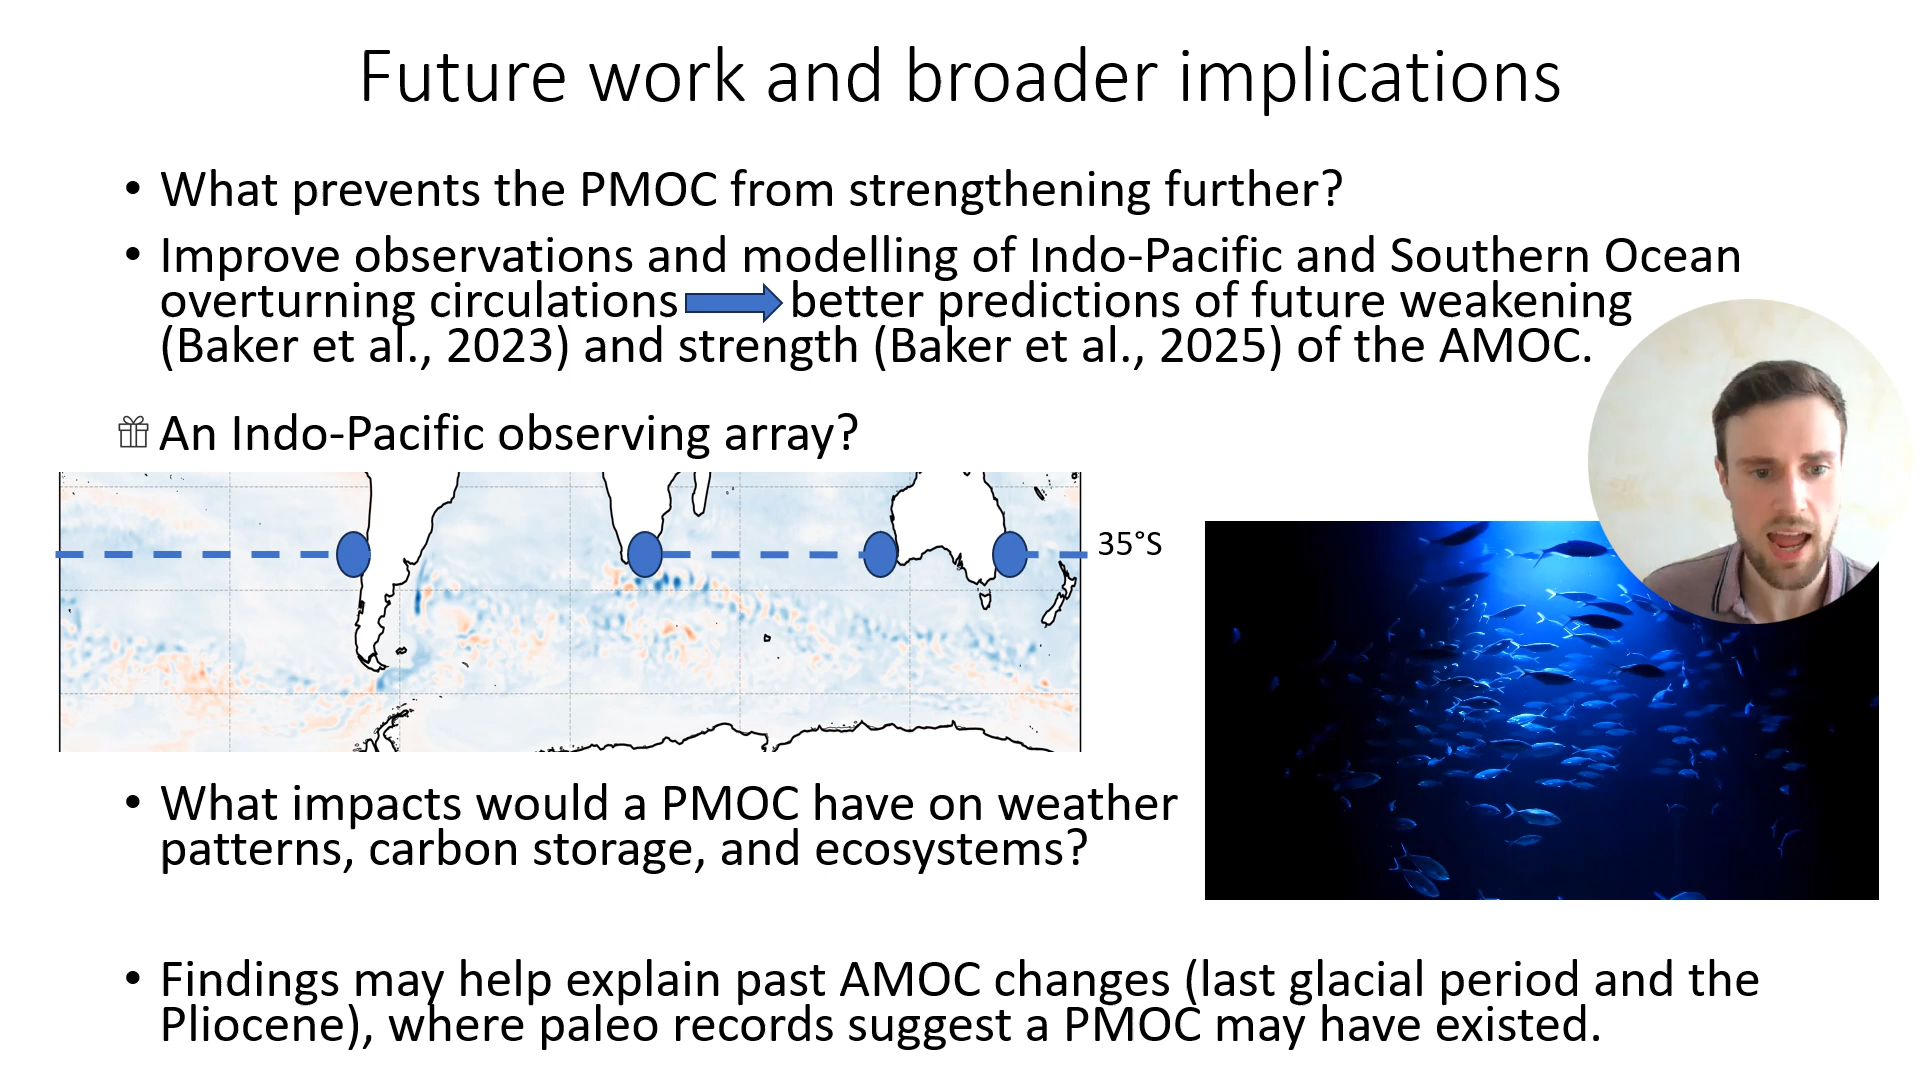 Future work and broader implications
• What prevents the PMOC from strengthening further?
• Improve observations and modelling of Indo-Pacific and Southern Ocean
overturning circulations better predictions of future weakening
(Baker et al., 2023) and strength (Baker et al., 2025) of the AMOC.
An Indo-Pacific observing array?
35°S
• What impacts would a PMOC have on weather
patterns, carbon storage, and ecosystems?
• Findings may help explain past AMOC changes (last glacial period and the
Pliocene), where paleo records suggest a PMOC may have existed.